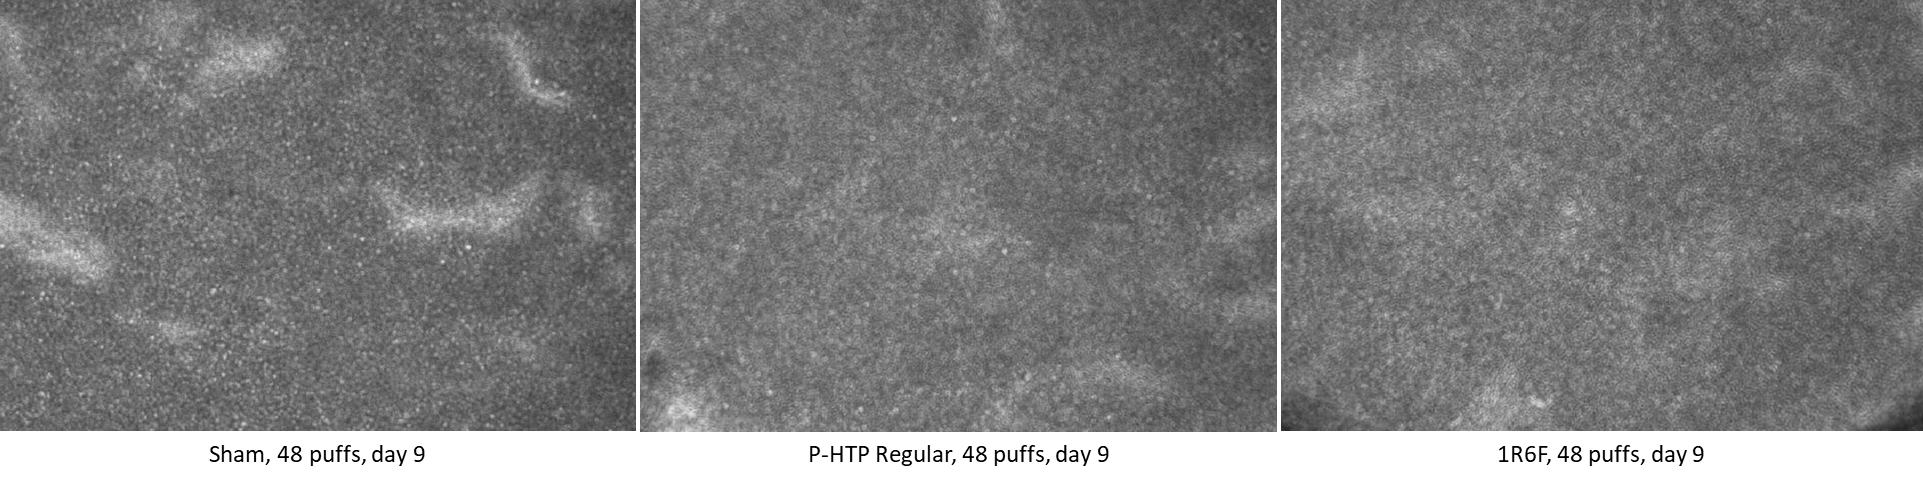 Sham, 48 puffs, day 9
P-HTP Regular, 48 puffs, day 9
1R6F, 48 puffs, day 9